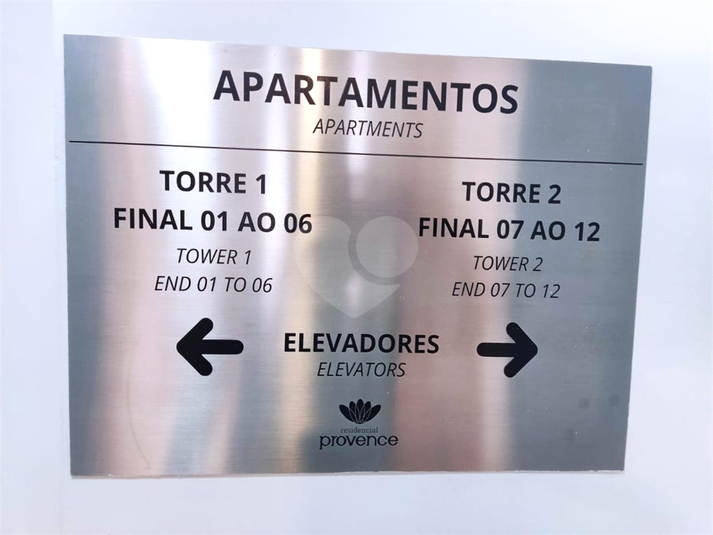 APARTAMENTOS
APARTMENTS
TORRE 1
FINAL 01 AO 06
TOWER 1
END 01 TO 06
TORRE 2
FINAL 07 AO 12
TOWER 2
END 07 TO 12
ELEVADORES
ELEVATORS
residencial
provence